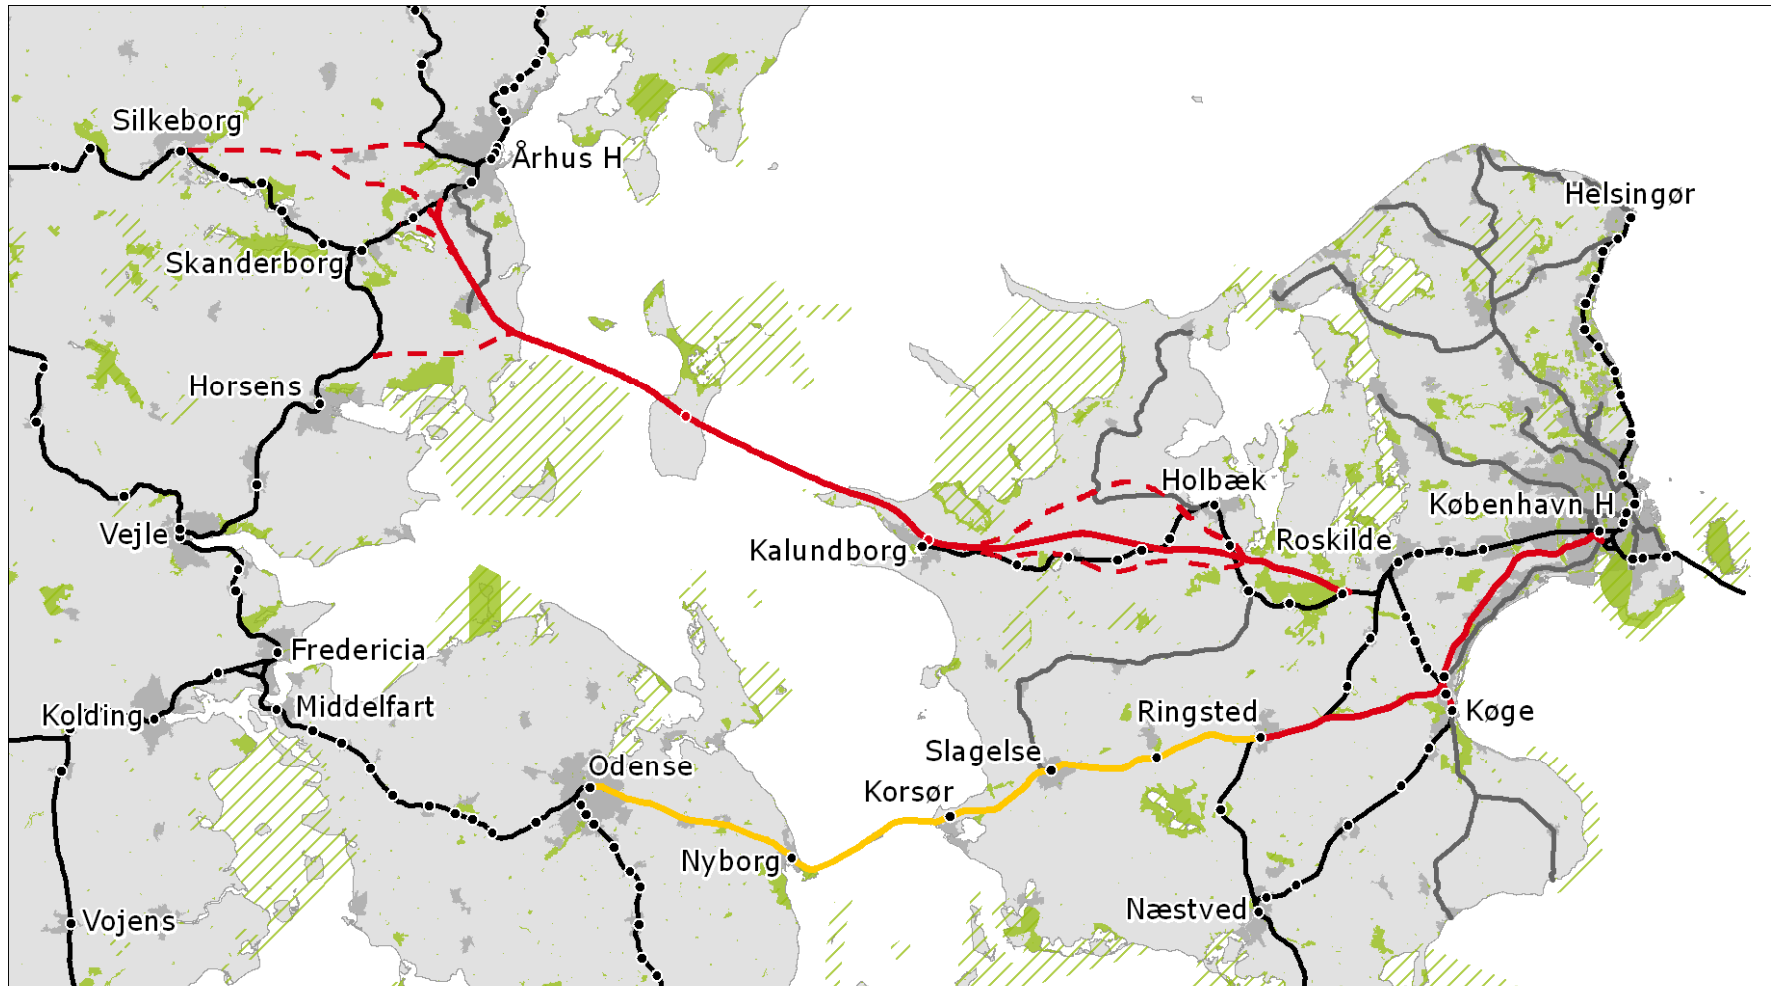 Silkeborg
Århus H
Helsingør
Skanderborg
Horsens
Holbæk
København H
Vejle
Kalundborg
Roskilde
Fredericia
Kolding
Middelfart
Ringsted
Køge
Slagelse
Odense
Korsør
Nyborg
Næstved
Vojens